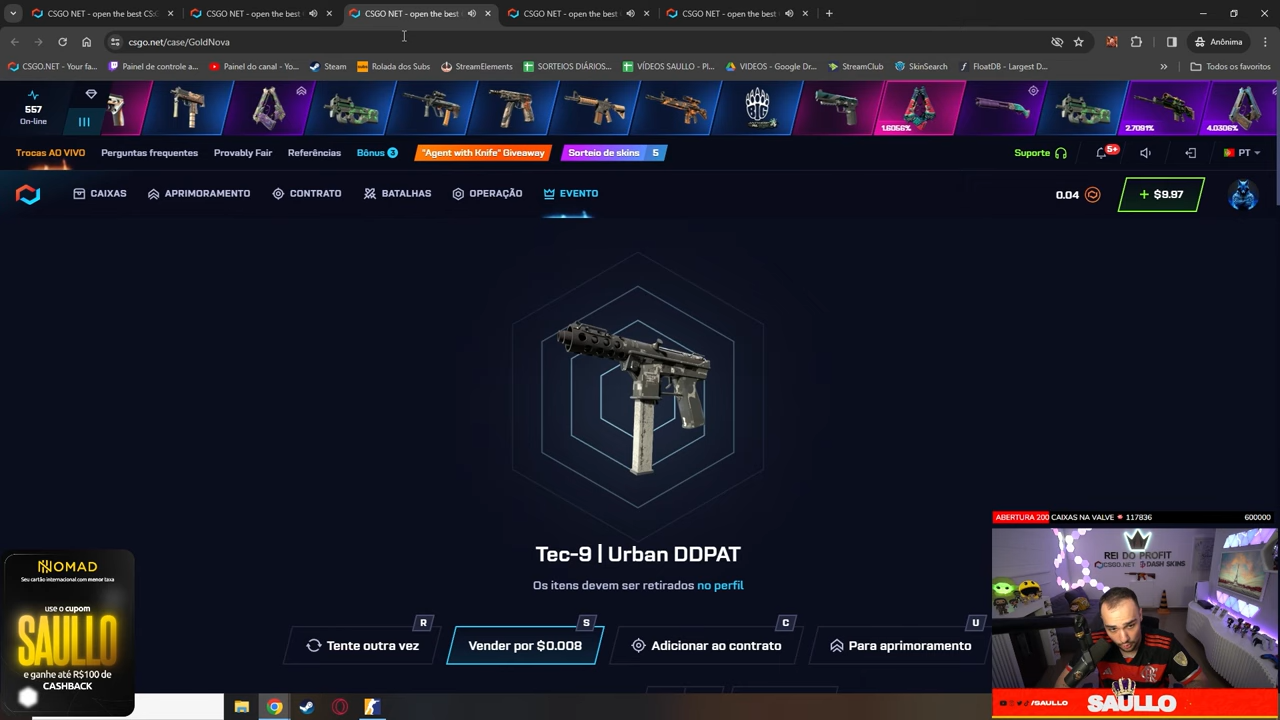 CSGO NET - open the best CS
CSGO NET - open the best
CSGO NET - open the best
CSGO NET - open the best
CSGO NET - open the best
csgo.net/case/GoldNova
Anônima
CSGO.NET - Your fa...
Painel de controle a...
Painel do canal - Yo...
Steam
Rolada dos Subs
StreamElements
SORTEIOS DIÁRIOS...
VÍDEOS SAULLO - PI...
VIDEOS - Google Dr...
StreamClub
SkinSearch
FloatDB - Largest D...
Todos os favoritos
557
On-line
1.6056%
2.7091%
4.0306%
Trocas AO VIVO
Perguntas frequentes
Provably Fair
Referências
Bônus 3
"Agent with Knife" Giveaway
Sorteio de skins 5
Suporte
5+
PT
CAIXAS
APRIMORAMENTO
CONTRATO
BATALHAS
OPERAÇÃO
EVENTO
0.04
+ $9.97
Tec-9 | Urban DDPAT
Os itens devem ser retirados no perfil
R
Tente outra vez
S
Vender por $0.008
C
Adicionar ao contrato
U
Para aprimoramento
NOMAD
Seu cartão internacional com menor taxa
use o cupom
SAULLO
e ganhe até R$100 de
CASHBACK
ABERTURA 200 CAIXAS NA VALVE 117836 600000
REI DO PROFIT
CSGO.NET DASH SKINS
/SAULLO
SAULLO